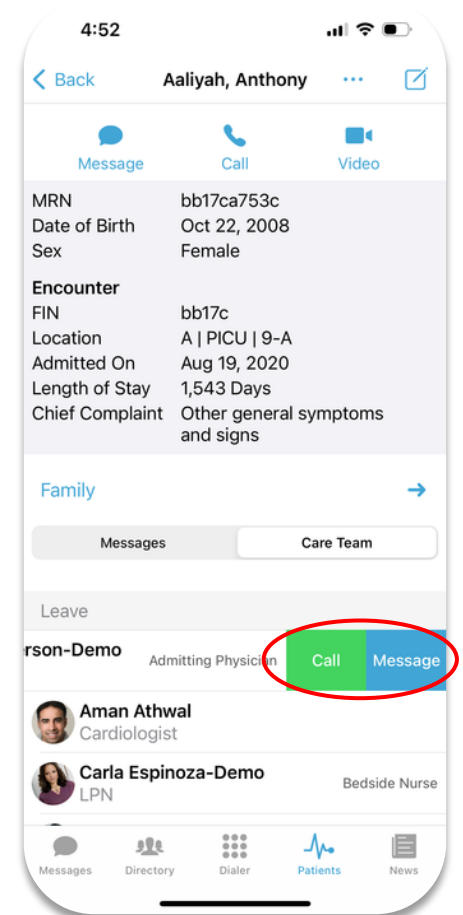 4:52
Back Aaliyah, Anthony
Message Call Video
MRN bb17ca753c
Date of Birth Oct 22, 2008
Sex Female
Encounter
FIN bb17c
Location A | PICU | 9-A
Admitted On Aug 19, 2020
Length of Stay 1,543 Days
Chief Complaint Other general symptoms
and signs
Family
Messages Care Team
Leave
rson-Demo Admitting Physician Call Message
Aman Athwal
Cardiologist
Carla Espinoza-Demo
LPN Bedside Nurse
Messages Directory Dialer Patients News